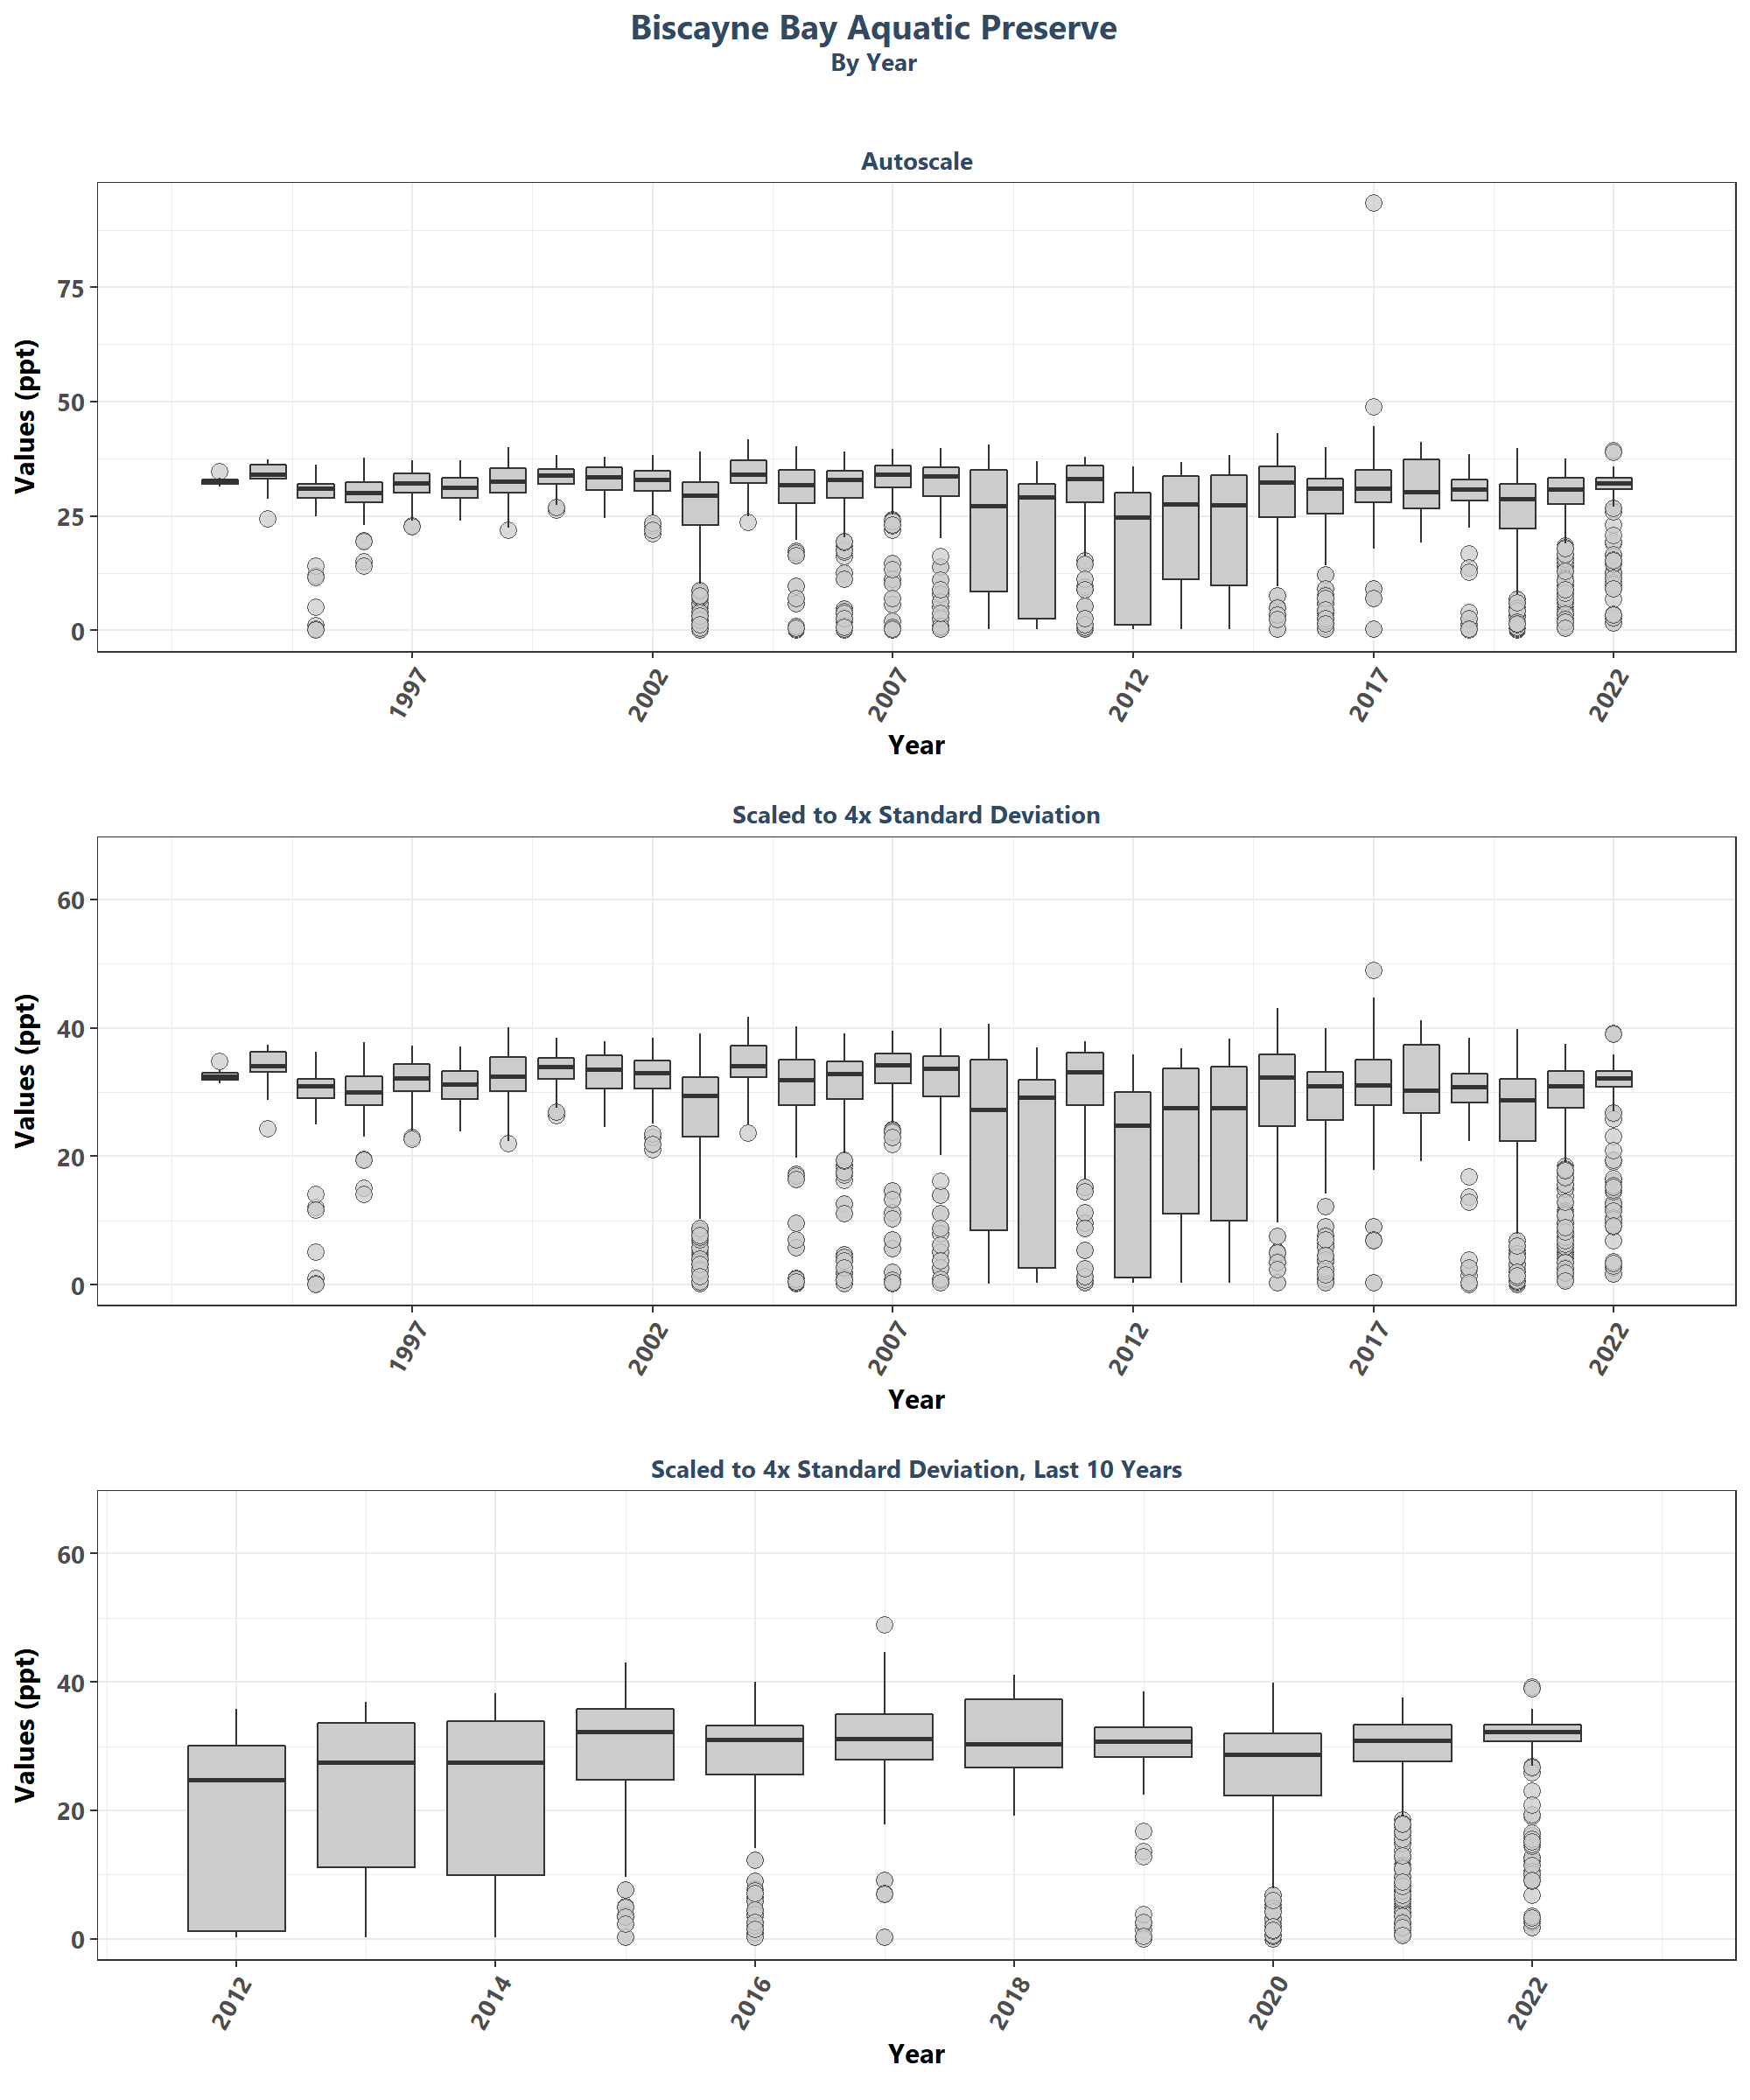 Biscayne Bay Aquatic Preserve
By Year
Autoscale
Values (ppt)
75
50
25
0
1997
2002
2007
2012
2017
2022
Year
Scaled to 4x Standard Deviation
Values (ppt)
60
40
20
0
1997
2002
2007
2012
2017
2022
Year
Scaled to 4x Standard Deviation, Last 10 Years
Values (ppt)
60
40
20
0
2012
2014
2016
2018
2020
2022
Year